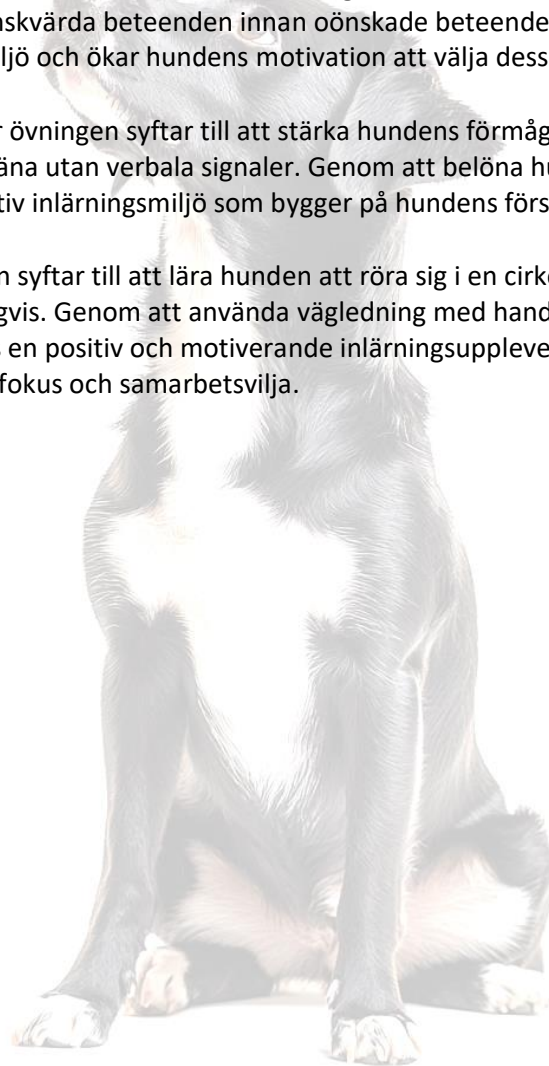 nskvärda beteenden innan oönskade beteende
ljö och ökar hundens motivation att välja dess
r övningen syftar till att stärka hundens förmåg
äna utan verbala signaler. Genom att belöna hu
tiv inlärningsmiljö som bygger på hundens förs
n syftar till att lära hunden att röra sig i en cirke
gvis. Genom att använda vägledning med hand
s en positiv och motiverande inlärningsuppleve
fokus och samarbetsvilja.